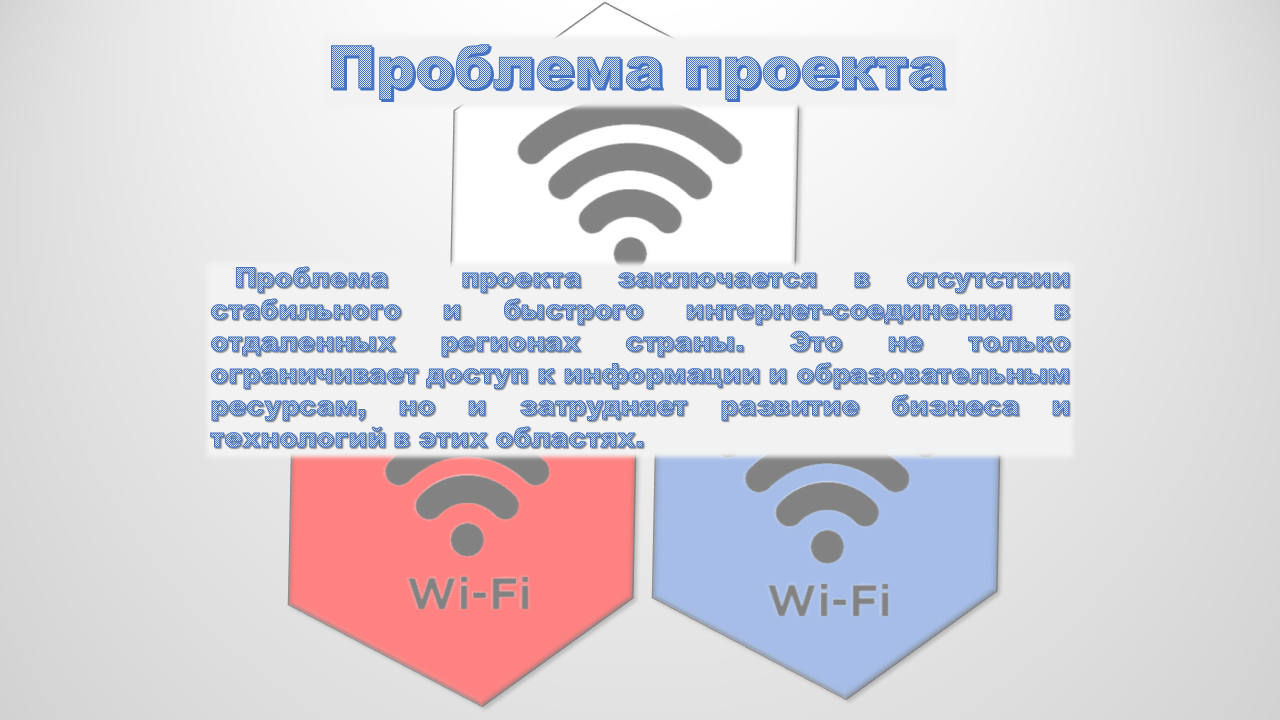 Проблема проекта
Проблема проекта заключается в отсутствии
стабильного и быстрого интернет-соединения в
отдаленных регионах страны. Это не только
ограничивает доступ к информации и образовательным
ресурсам, но и затрудняет развитие бизнеса и
технологий в этих областях.
Wi-Fi
Wi-Fi